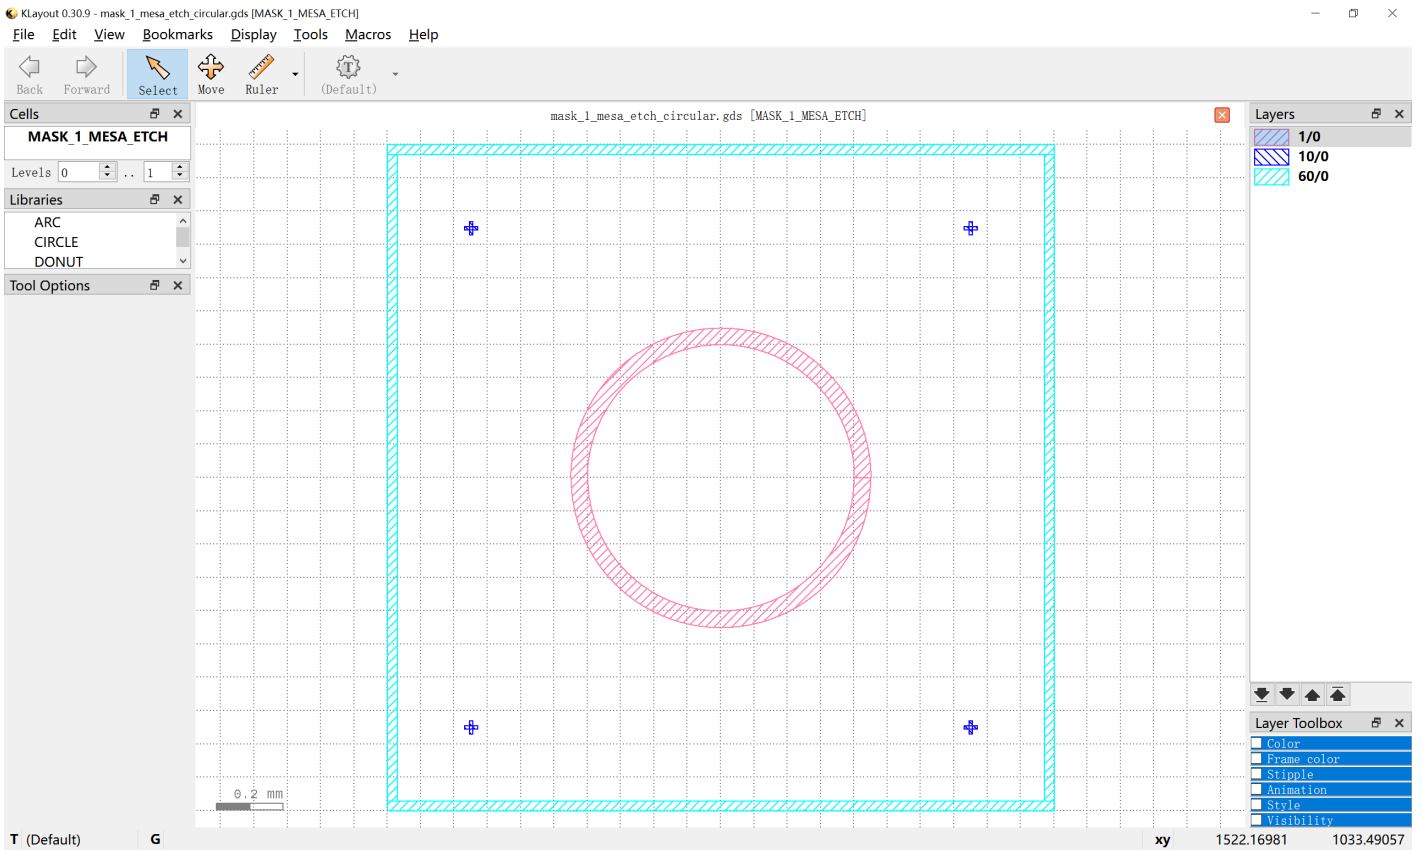 KLayout 0.30.9 - mask_1_mesa_etch_circular.gds [MASK_1_MESA_ETCH]
File Edit View Bookmarks Display Tools Macros Help
Back Forward Select Move Ruler (Default)
T
Cells
MASK_1_MESA_ETCH
Levels 0 .. 1
Libraries
ARC
CIRCLE
DONUT
Tool Options
mask_1_mesa_etch_circular.gds [MASK_1_MESA_ETCH]
0.2 mm
Layers
1/0
10/0
60/0
Layer Toolbox
Color
Frame color
Stipple
Animation
Style
Visibility
T (Default) G xy 1522.16981 1033.49057